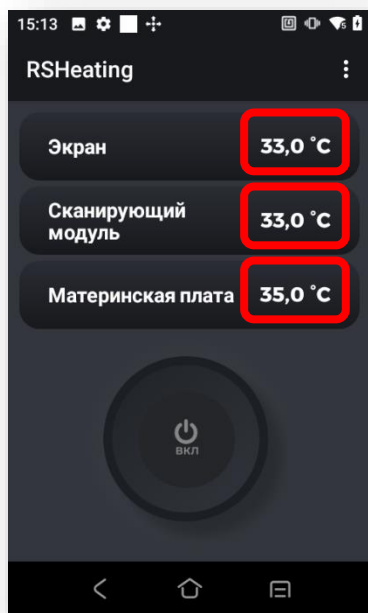 15:13
RSHeating
Экран 33,0 °C
Сканирующий
модуль 33,0 °C
Материнская плата 35,0 °C
ВКЛ